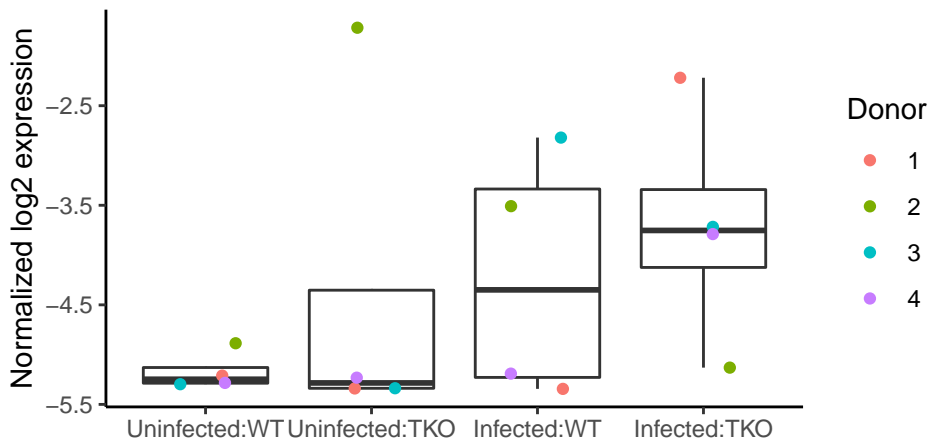 Normalized log2 expression
−2.5
−3.5
−4.5
−5.5
Uninfected:WT
Uninfected:TKO
Infected:WT
Infected:TKO
Donor
1
2
3
4